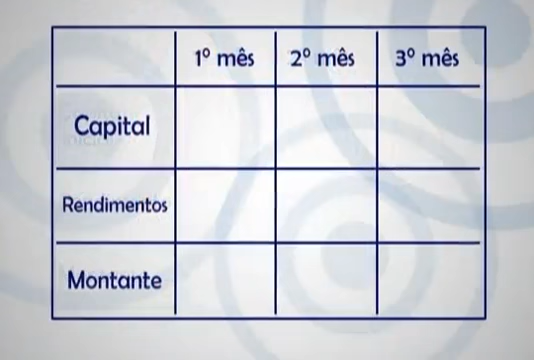 1º mês 2º mês 3º mês
Capital
Rendimentos
Montante